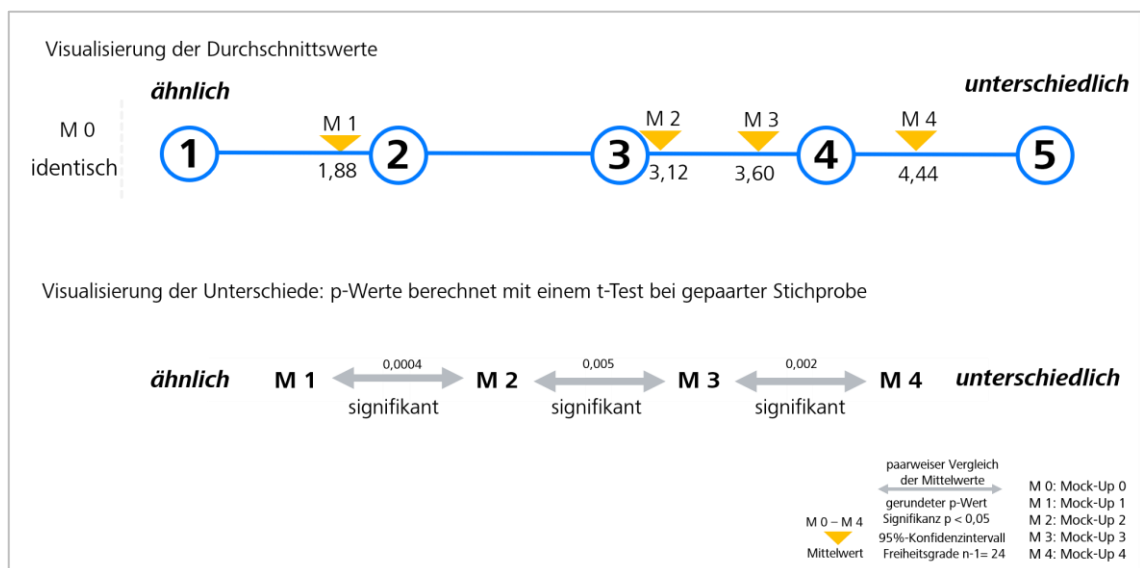 Visualisierung der Durchschnittswerte
ähnlich
unterschiedlich
M 0
identisch
M 1
M 2
M 3
M 4
1
2
3
4
5
1,88
3,12
3,60
4,44
Visualisierung der Unterschiede: p-Werte berechnet mit einem t-Test bei gepaarter Stichprobe
0,0004
0,005
0,002
ähnlich M 1 M 2 M 3 M 4 unterschiedlich
signifikant
signifikant
signifikant
M 0 – M 4
Mittelwert
paarweiser Vergleich
der Mittelwerte
gerundeter p-Wert
Signifikanz p < 0,05
95%-Konfidenzintervall
Freiheitsgrade n-1= 24
M 0: Mock-Up 0
M 1: Mock-Up 1
M 2: Mock-Up 2
M 3: Mock-Up 3
M 4: Mock-Up 4